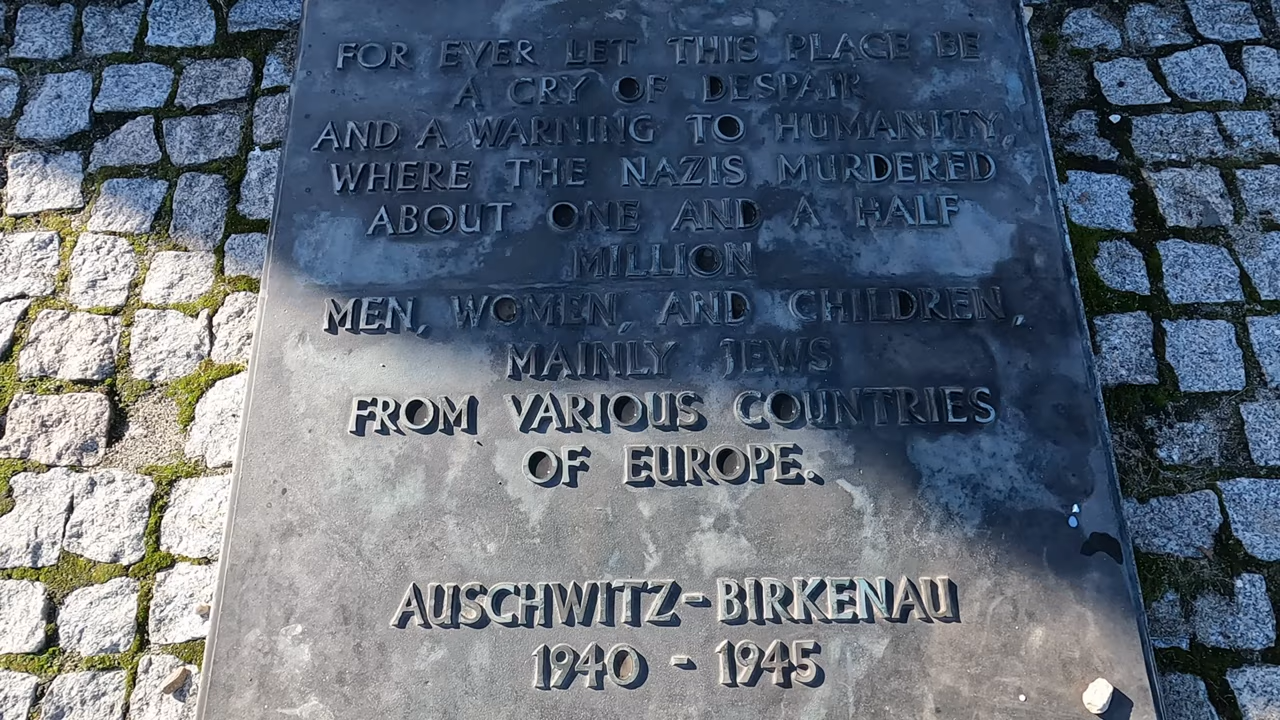 FOR EVER LET THIS PLACE BE
A CRY OF DESPAIR
AND A WARNING TO HUMANITY,
WHERE THE NAZIS MURDERED
ABOUT ONE AND A HALF
MILLION
MEN, WOMEN, AND CHILDREN,
MAINLY JEWS
FROM VARIOUS COUNTRIES
OF EUROPE.
AUSCHWITZ-BIRKENAU
1940 - 1945